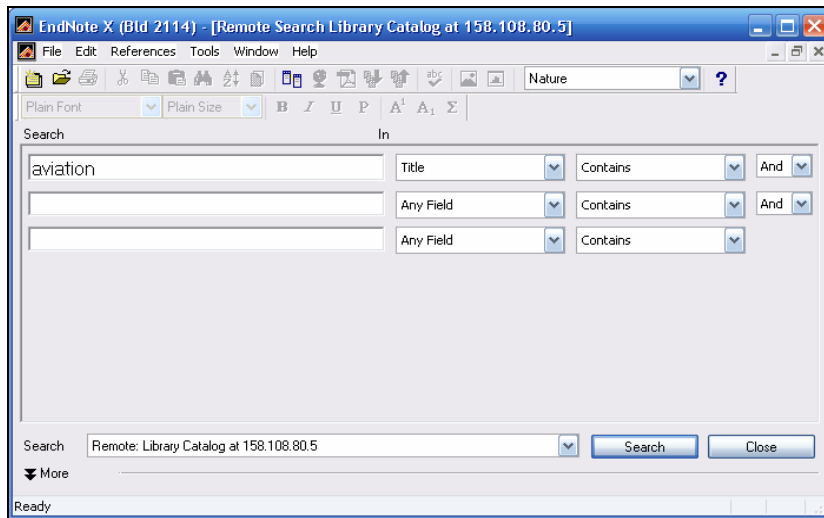 EndNote X (Bld 2114) - [Remote Search Library Catalog at 158.108.80.5]
File Edit References Tools Window Help
Nature ?
Plain Font Plain Size B I U P A¹ A₁ Σ
Search In
aviation Title Contains And
Any Field Contains And
Any Field Contains
Search Remote: Library Catalog at 158.108.80.5 Search Close
More
Ready